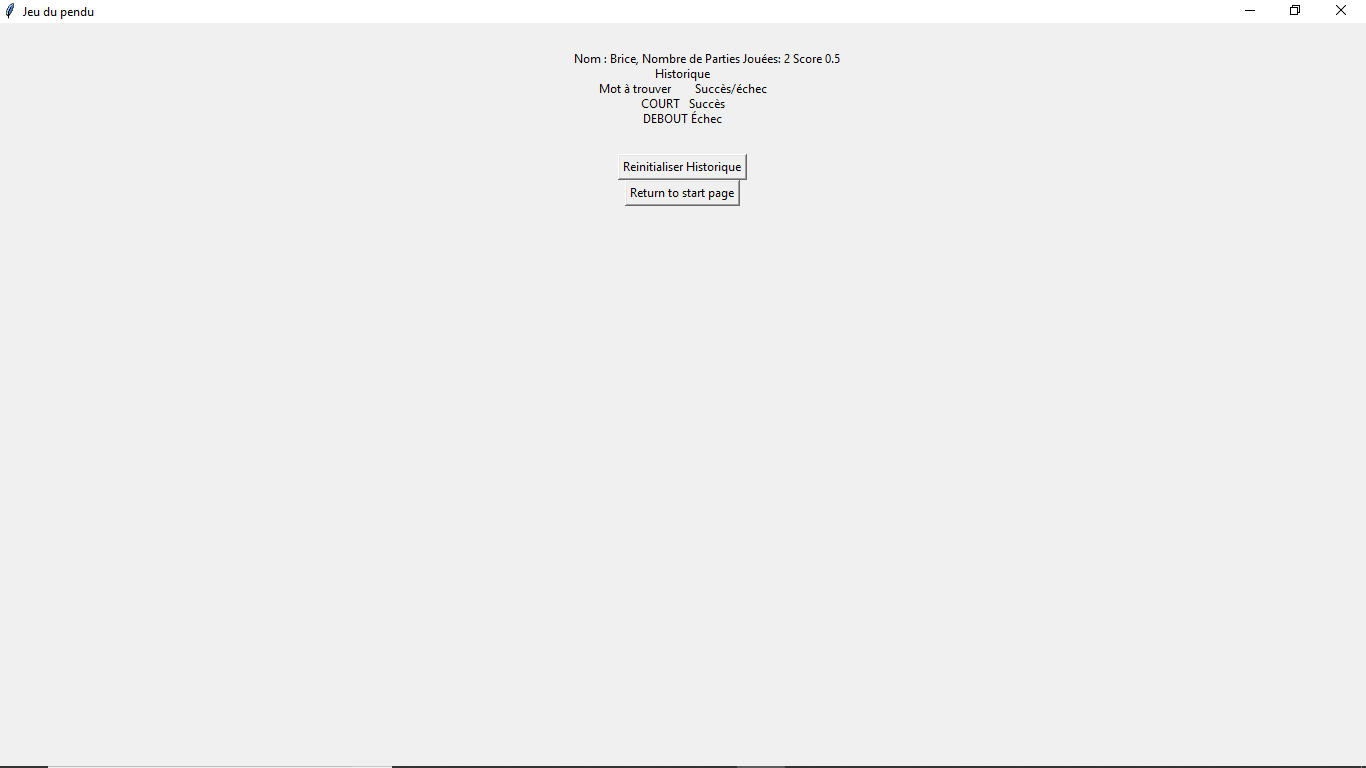 Jeu du pendu
Nom : Brice, Nombre de Parties Jouées: 2 Score 0.5
Historique
Mot à trouver Succès/échec
COURT Succès
DEBOUT Échec
Reinitialiser Historique
Return to start page